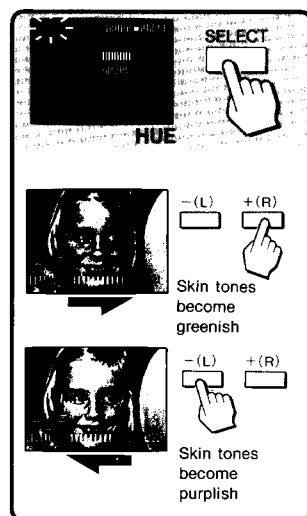 SELECT
HUE
-(L) +(R)
Skin tones
become
greenish
-(L) +(R)
Skin tones
become
purplish